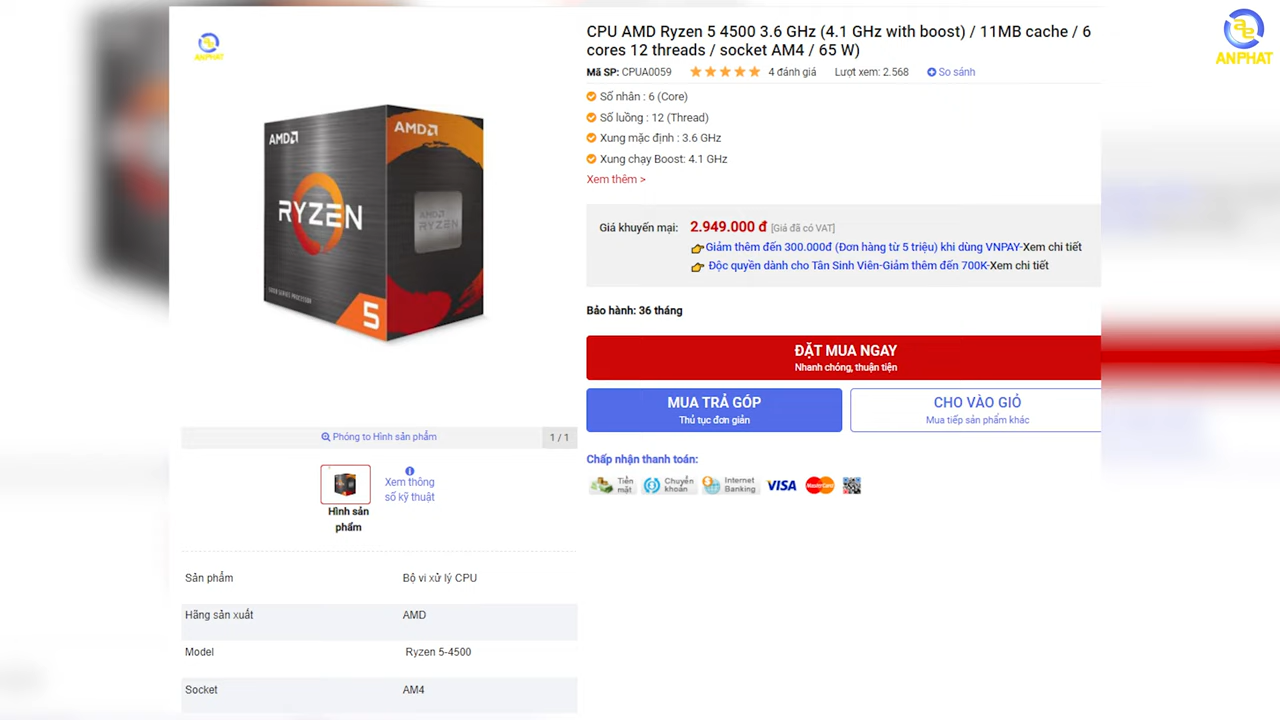 ANPHAT
AMD
AMD
RYZEN
AMD
RYZEN
5
Phóng to Hình sản phẩm
1 / 1
Xem thông
số kỹ thuật
Hình sản
phẩm
Sản phẩm Bộ vi xử lý CPU
Hãng sản xuất AMD
Model Ryzen 5-4500
Socket AM4
CPU AMD Ryzen 5 4500 3.6 GHz (4.1 GHz with boost) / 11MB cache / 6
cores 12 threads / socket AM4 / 65 W)
Mã SP: CPUA0059 4 đánh giá Lượt xem: 2.568 So sánh
Số nhân : 6 (Core)
Số luồng : 12 (Thread)
Xung mặc định : 3.6 GHz
Xung chạy Boost: 4.1 GHz
Xem thêm >
Giá khuyến mại: 2.949.000 đ [Giá đã có VAT]
Giảm thêm đến 300.000đ (Đơn hàng từ 5 triệu) khi dùng VNPAY-Xem chi tiết
Độc quyền dành cho Tân Sinh Viên-Giảm thêm đến 700K-Xem chi tiết
Bảo hành: 36 tháng
ĐẶT MUA NGAY
Nhanh chóng, thuận tiện
MUA TRẢ GÓP
Thủ tục đơn giản
CHO VÀO GIỎ
Mua tiếp sản phẩm khác
Chấp nhận thanh toán:
Tiền
mặt
Chuyển
khoản
Internet
Banking
VISA
MasterCard
ANPHAT